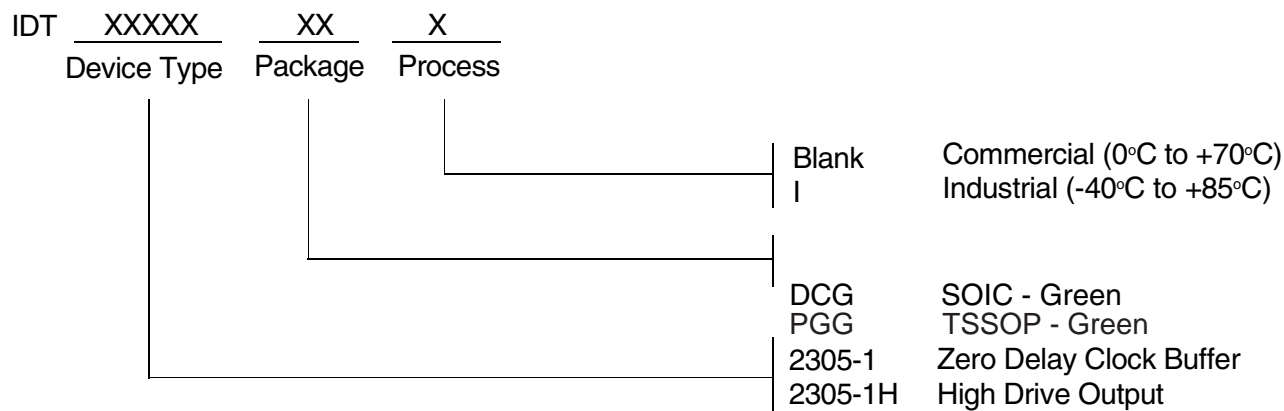 IDT XXXXX XX X
Device Type Package Process
Blank Commercial (0°C to +70°C)
I Industrial (-40°C to +85°C)
DCG SOIC - Green
PGG TSSOP - Green
2305-1 Zero Delay Clock Buffer
2305-1H High Drive Output